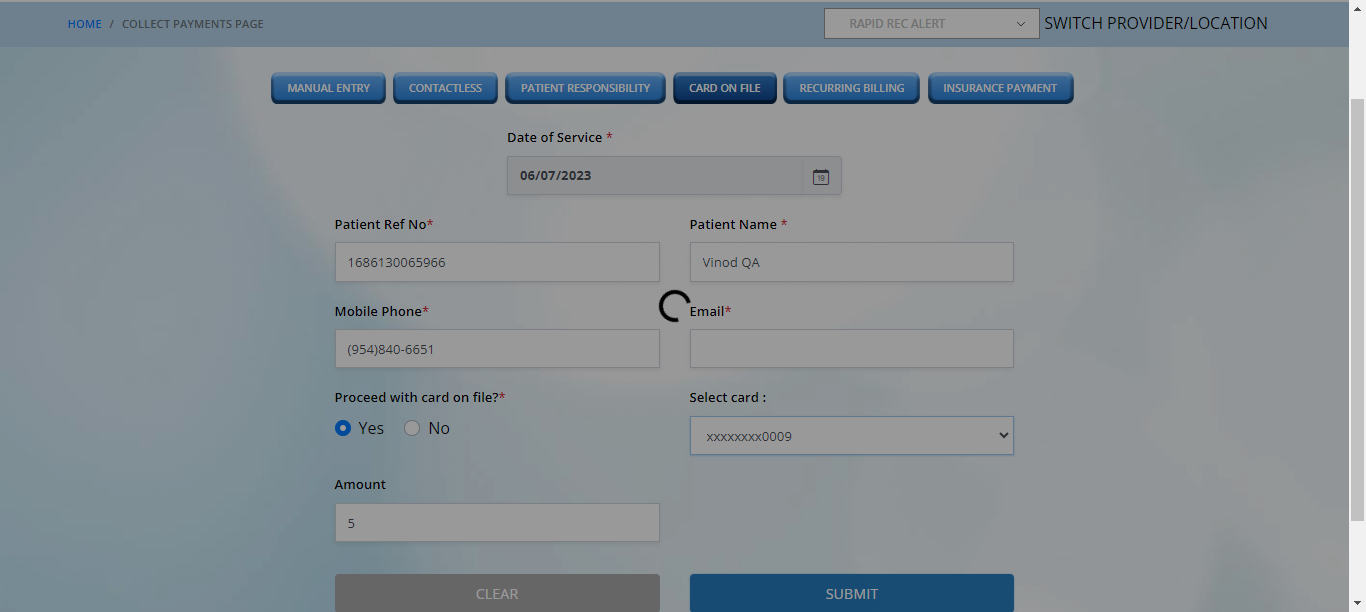 HOME / COLLECT PAYMENTS PAGE
RAPID REC ALERT SWITCH PROVIDER/LOCATION
MANUAL ENTRY CONTACTLESS PATIENT RESPONSIBILITY CARD ON FILE RECURRING BILLING INSURANCE PAYMENT
Date of Service *
06/07/2023
19
Patient Ref No* Patient Name *
1686130065966 Vinod QA
Mobile Phone* Email*
(954)840-6651
Proceed with card on file?* Select card :
Yes No xxxxxxxx0009
Amount
5
CLEAR SUBMIT